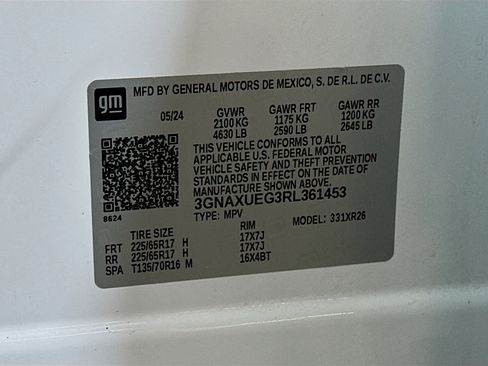 gm
MFD BY GENERAL MOTORS DE MEXICO, S. DE R.L. DE C.V.
05/24 GVWR GAWR FRT GAWR RR
2100 KG 1175 KG 1200 KG
4630 LB 2590 LB 2645 LB
THIS VEHICLE CONFORMS TO ALL
APPLICABLE U.S. FEDERAL MOTOR
VEHICLE SAFETY AND THEFT PREVENTION
STANDARDS IN EFFECT ON THE DATE OF
MANUFACTURE SHOWN ABOVE.
3GNAXUEG3RL361453
8624 TYPE: MPV MODEL: 331XR26
TIRE SIZE RIM
FRT 225/65R17 H 17X7J
RR 225/65R17 H 17X7J
SPA T135/70R16 M 16X4BT